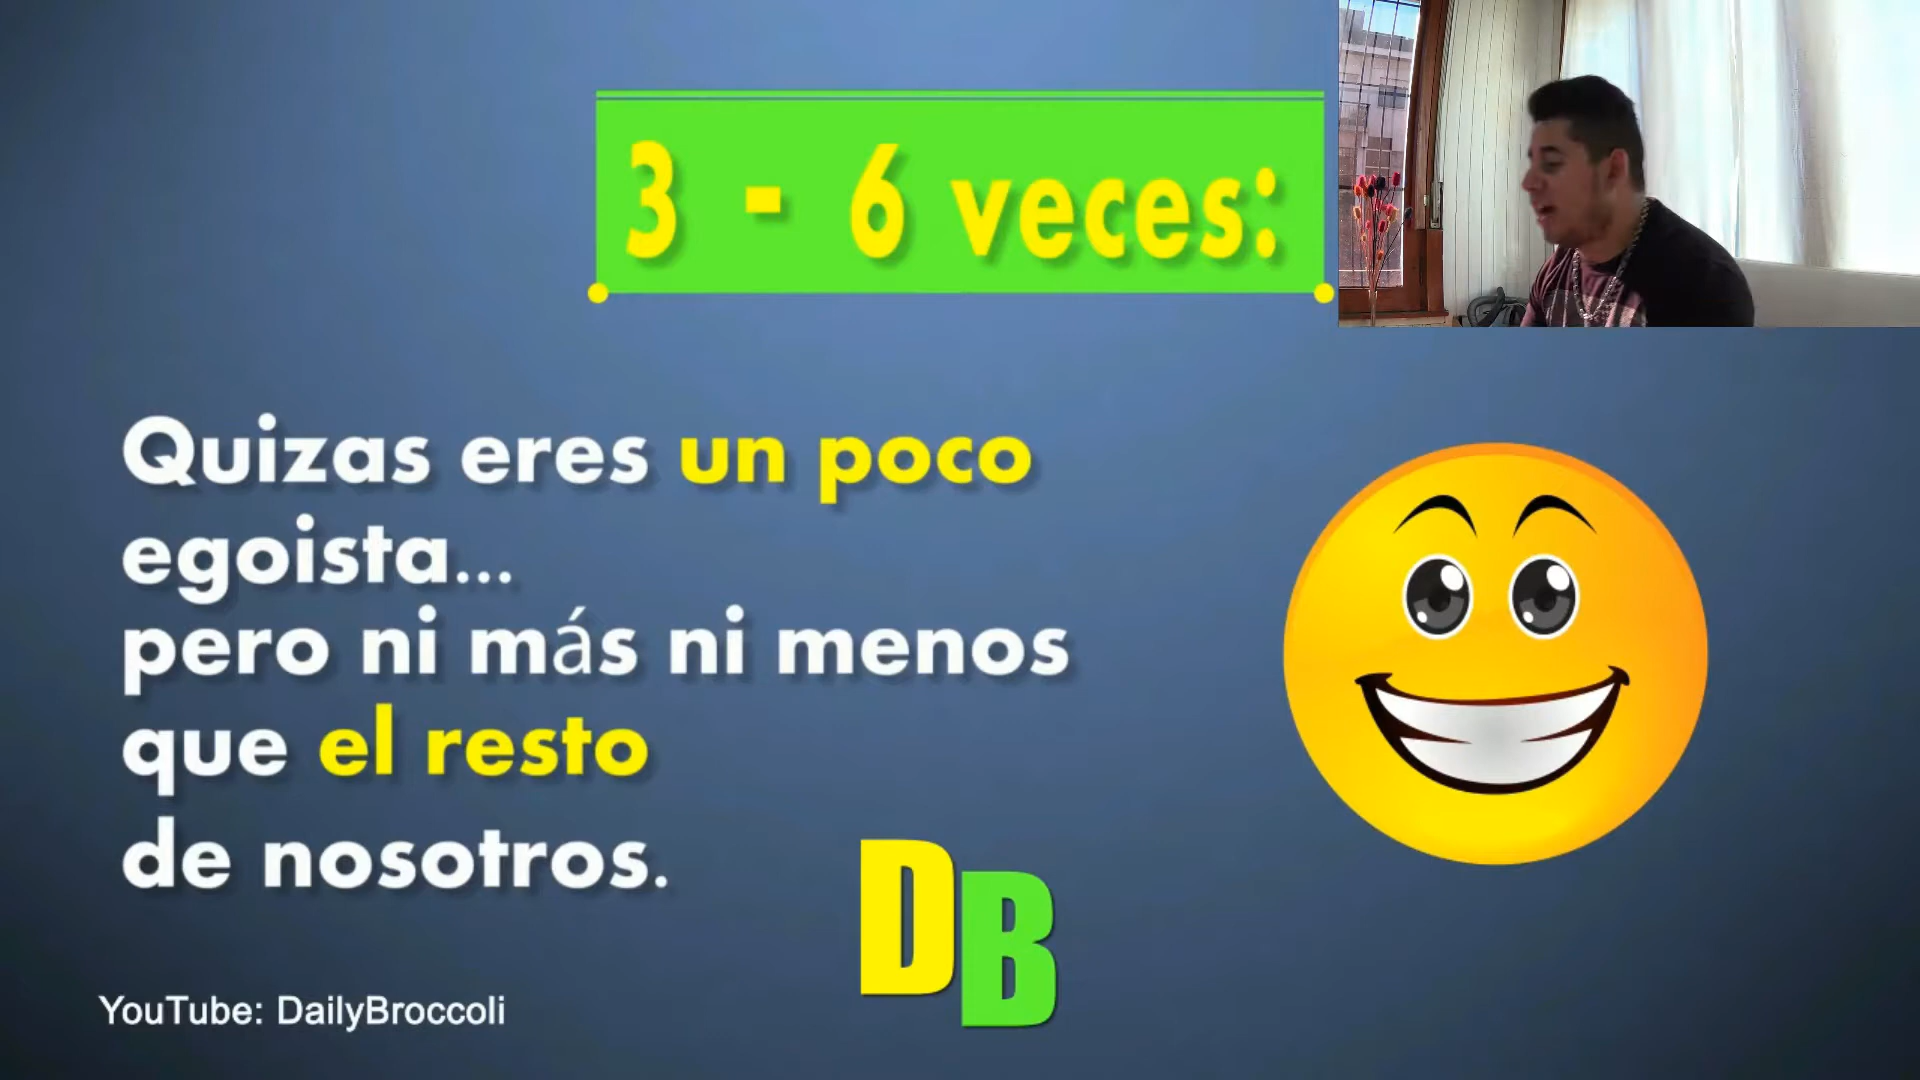 3 - 6 veces:
Quizas eres un poco
egoista...
pero ni más ni menos
que el resto
de nosotros.
DB
YouTube: DailyBroccoli